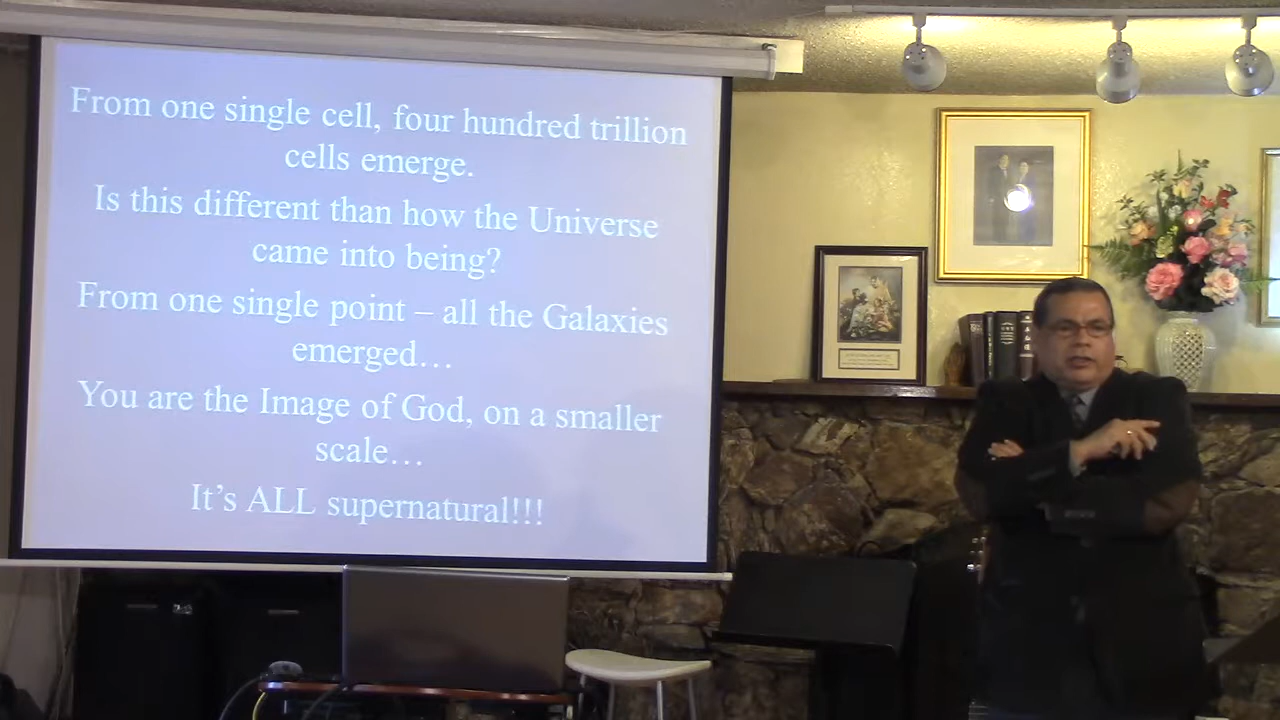 From one single cell, four hundred trillion
cells emerge.
Is this different than how the Universe
came into being?
From one single point – all the Galaxies
emerged…
You are the Image of God, on a smaller
scale…
It’s ALL supernatural!!!